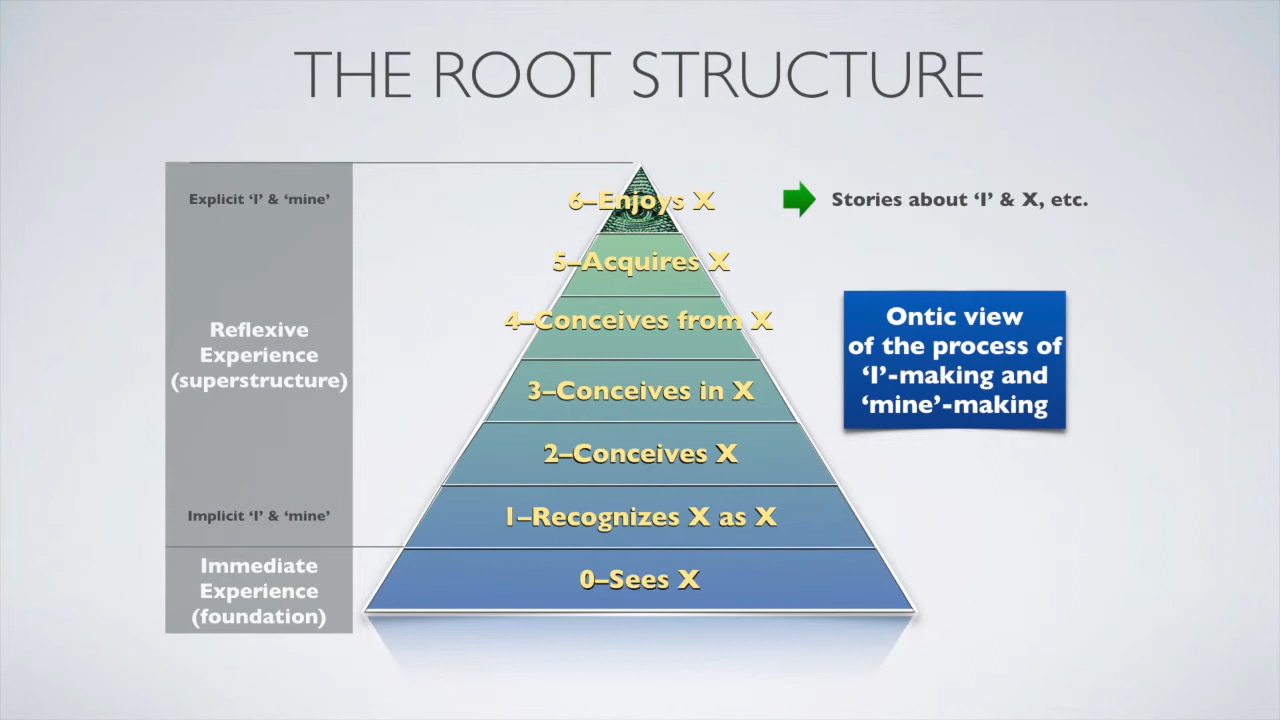 THE ROOT STRUCTURE
Explicit ‘I’ & ‘mine’
6–Enjoys X
Stories about ‘I’ & X, etc.
5–Acquires X
4–Conceives from X
Reflexive
Experience
(superstructure)
Ontic view
of the process of
‘I’-making and
‘mine’-making
3–Conceives in X
2–Conceives X
Implicit ‘I’ & ‘mine’
1–Recognizes X as X
Immediate
Experience
(foundation)
0–Sees X